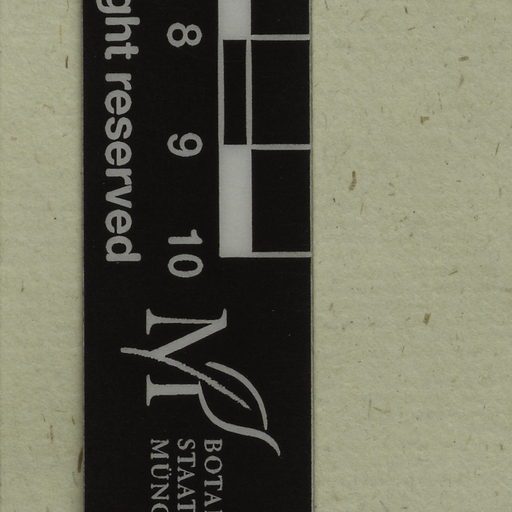 ght reserved
8 9 10
M
BOTA
STAAT
MÜNC